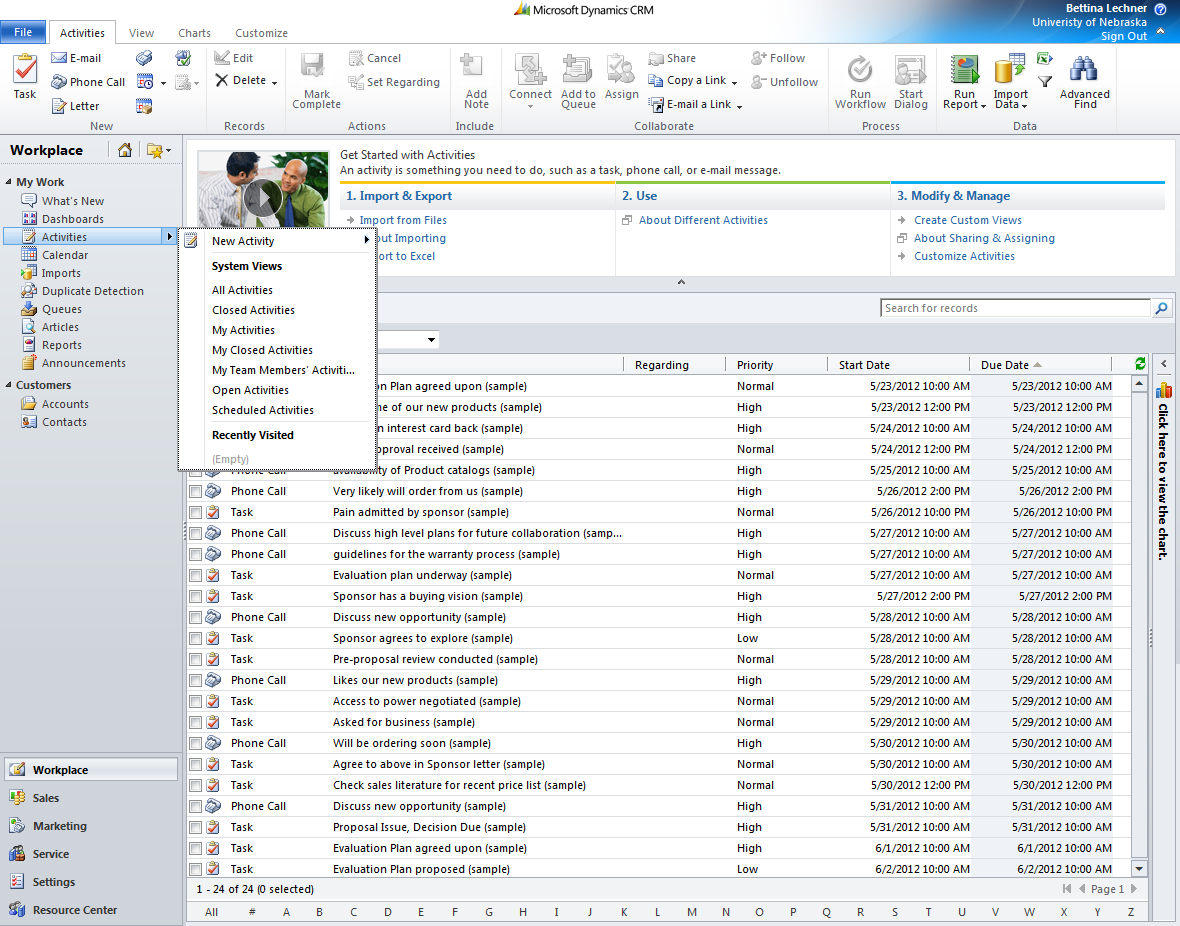 Microsoft Dynamics CRM
Bettina Lechner
Univeristy of Nebraska
Sign Out
File
Activities
View
Charts
Customize
Task
E-mail
Phone Call
Letter
New
Edit
Delete
Records
Mark Complete
Cancel
Set Regarding
Actions
Add Note
Include
Connect
Add to Queue
Assign
Share
Copy a Link
E-mail a Link
Follow
Unfollow
Collaborate
Run Workflow
Start Dialog
Process
Run Report
Import Data
Advanced Find
Data
Workplace
My Work
What's New
Dashboards
Activities
Calendar
Imports
Duplicate Detection
Queues
Articles
Reports
Announcements
Customers
Accounts
Contacts
Workplace
Sales
Marketing
Service
Settings
Resource Center
New Activity
System Views
All Activities
Closed Activities
My Activities
My Closed Activities
My Team Members' Activiti...
Open Activities
Scheduled Activities
Recently Visited
(Empty)
Get Started with Activities
An activity is something you need to do, such as a task, phone call, or e-mail message.
1. Import & Export
Import from Files
out Importing
ort to Excel
2. Use
About Different Activities
3. Modify & Manage
Create Custom Views
About Sharing & Assigning
Customize Activities
Search for records
Regarding Priority Start Date Due Date
on Plan agreed upon (sample) Normal 5/23/2012 10:00 AM 5/23/2012 10:00 AM
me of our new products (sample) High 5/23/2012 12:00 PM 5/23/2012 12:00 PM
n interest card back (sample) High 5/24/2012 10:00 AM 5/24/2012 10:00 AM
pproval received (sample) Normal 5/24/2012 12:00 PM 5/24/2012 12:00 PM
Phone Call availability of Product catalogs (sample) High 5/25/2012 10:00 AM 5/25/2012 10:00 AM
Phone Call Very likely will order from us (sample) High 5/26/2012 2:00 PM 5/26/2012 2:00 PM
Task Pain admitted by sponsor (sample) Normal 5/26/2012 10:00 PM 5/26/2012 10:00 PM
Phone Call Discuss high level plans for future collaboration (samp... High 5/27/2012 10:00 AM 5/27/2012 10:00 AM
Phone Call guidelines for the warranty process (sample) High 5/27/2012 10:00 AM 5/27/2012 10:00 AM
Task Evaluation plan underway (sample) Normal 5/27/2012 10:00 AM 5/27/2012 10:00 AM
Task Sponsor has a buying vision (sample) High 5/27/2012 2:00 PM 5/27/2012 2:00 PM
Phone Call Discuss new opportunity (sample) High 5/28/2012 10:00 AM 5/28/2012 10:00 AM
Task Sponsor agrees to explore (sample) Low 5/28/2012 10:00 AM 5/28/2012 10:00 AM
Task Pre-proposal review conducted (sample) Normal 5/28/2012 10:00 AM 5/28/2012 10:00 AM
Phone Call Likes our new products (sample) High 5/29/2012 10:00 AM 5/29/2012 10:00 AM
Task Access to power negotiated (sample) Normal 5/29/2012 10:00 AM 5/29/2012 10:00 AM
Task Asked for business (sample) Normal 5/29/2012 10:00 AM 5/29/2012 10:00 AM
Phone Call Will be ordering soon (sample) High 5/30/2012 10:00 AM 5/30/2012 10:00 AM
Task Agree to above in Sponsor letter (sample) Normal 5/30/2012 10:00 AM 5/30/2012 10:00 AM
Task Check sales literature for recent price list (sample) Normal 5/30/2012 12:00 PM 5/30/2012 12:00 PM
Phone Call Discuss new opportunity (sample) High 5/31/2012 10:00 AM 5/31/2012 10:00 AM
Task Proposal Issue, Decision Due (sample) High 5/31/2012 10:00 AM 5/31/2012 10:00 AM
Task Evaluation Plan agreed upon (sample) High 6/1/2012 10:00 AM 6/1/2012 10:00 AM
Task Evaluation Plan proposed (sample) Low 6/2/2012 10:00 AM 6/2/2012 10:00 AM
Click here to view the chart.
1 - 24 of 24 (0 selected)
Page 1
All # A B C D E F G H I J K L M N O P Q R S T U V W X Y Z